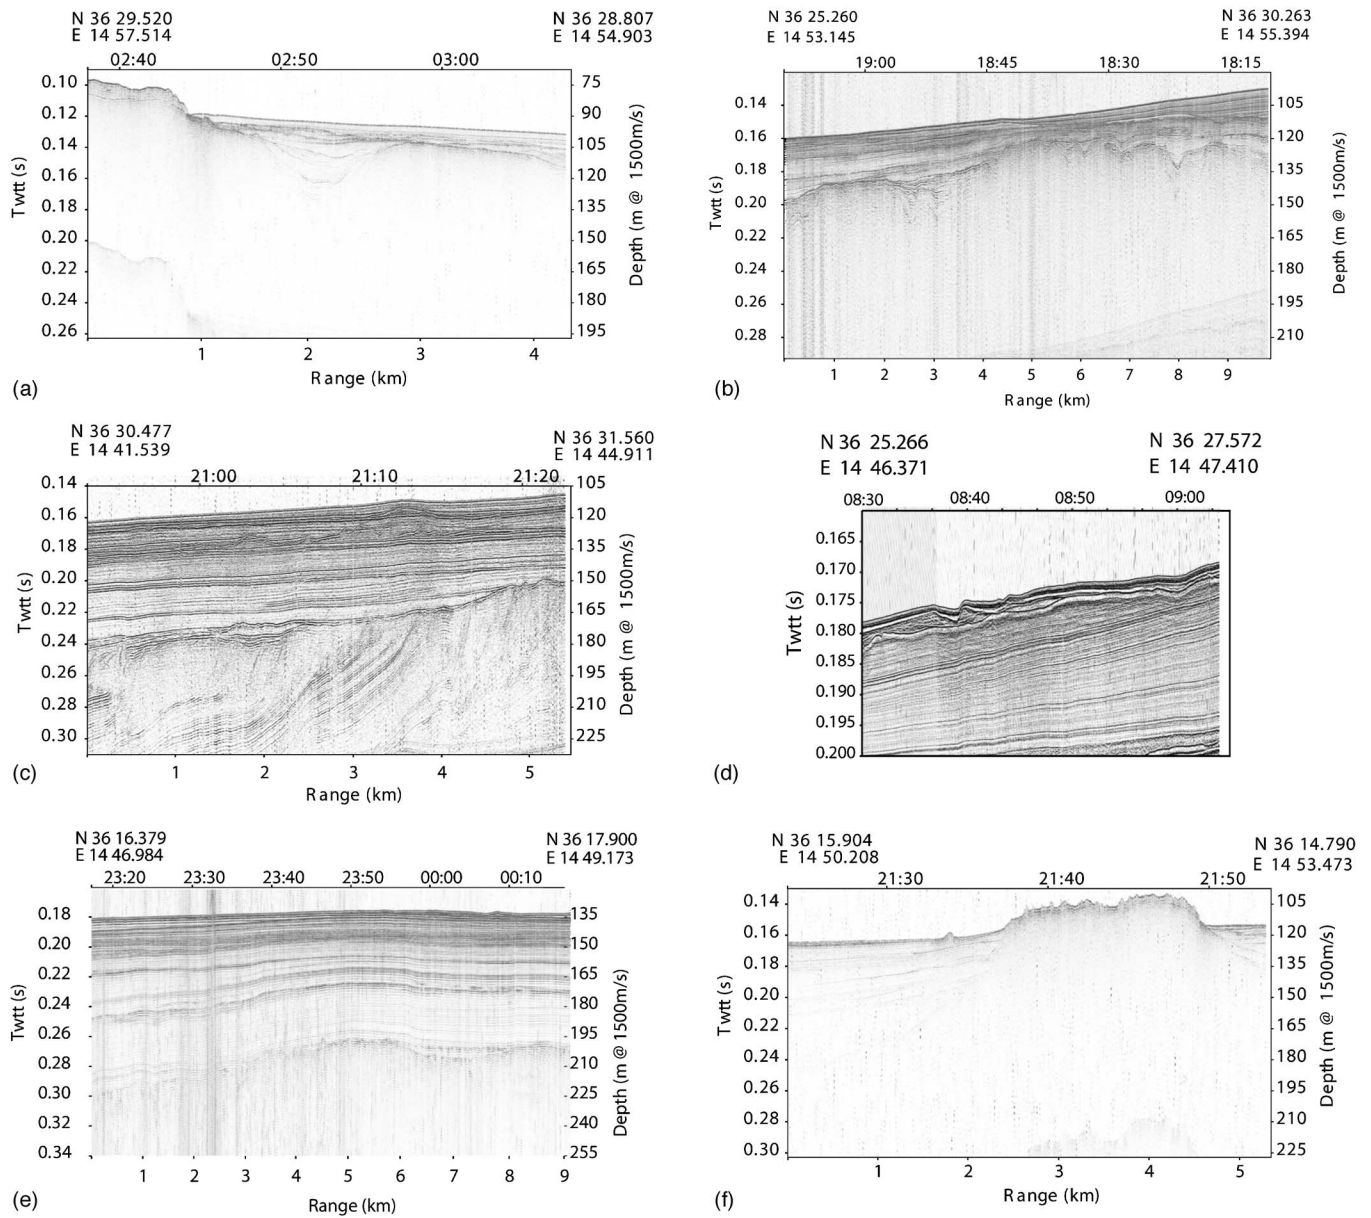 N 36 29.520
E 14 57.514
N 36 28.807
E 14 54.903
02:40 02:50 03:00
0.10
0.12
0.14
0.16
0.18
0.20
0.22
0.24
0.26
Twtt (s)
75
90
105
120
135
150
165
180
195
Depth (m @ 1500m/s)
1 2 3 4
Range (km)
(a)
N 36 25.260
E 14 53.145
N 36 30.263
E 14 55.394
19:00 18:45 18:30 18:15
0.14
0.16
0.18
0.20
0.22
0.24
0.26
0.28
Twtt (s)
105
120
135
150
165
180
195
210
Depth (m @ 1500m/s)
1 2 3 4 5 6 7 8 9
Range (km)
(b)
N 36 30.477
E 14 41.539
N 36 31.560
E 14 44.911
21:00 21:10 21:20
0.14
0.16
0.18
0.20
0.22
0.24
0.26
0.28
0.30
Twtt (s)
105
120
135
150
165
180
195
210
225
Depth (m @ 1500m/s)
1 2 3 4 5
Range (km)
(c)
N 36 25.266
E 14 46.371
N 36 27.572
E 14 47.410
08:30 08:40 08:50 09:00
0.165
0.170
0.175
0.180
0.185
0.190
0.195
0.200
Twtt (s)
(d)
N 36 16.379
E 14 46.984
N 36 17.900
E 14 49.173
23:20 23:30 23:40 23:50 00:00 00:10
0.18
0.20
0.22
0.24
0.26
0.28
0.30
0.32
0.34
Twtt (s)
135
150
165
180
195
210
225
240
255
Depth (m @ 1500m/s)
1 2 3 4 5 6 7 8 9
Range (km)
(e)
N 36 15.904
E 14 50.208
N 36 14.790
E 14 53.473
21:30 21:40 21:50
0.14
0.16
0.18
0.20
0.22
0.24
0.26
0.28
0.30
Twtt (s)
105
120
135
150
165
180
195
210
225
Depth (m @ 1500m/s)
1 2 3 4 5
Range (km)
(f)